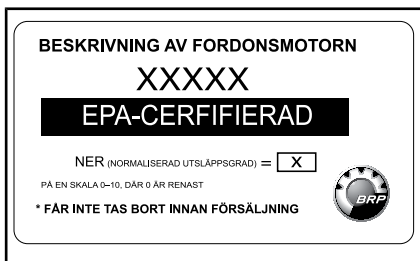 BESKRIVNING AV FORDONSMOTORN
XXXXX
EPA-CERFIFIERAD
NER (NORMALISERAD UTSLÄPPSGRAD) = X
PÅ EN SKALA 0–10, DÄR 0 ÄR RENAST
* FÅR INTE TAS BORT INNAN FÖRSÄLJNING
BRP